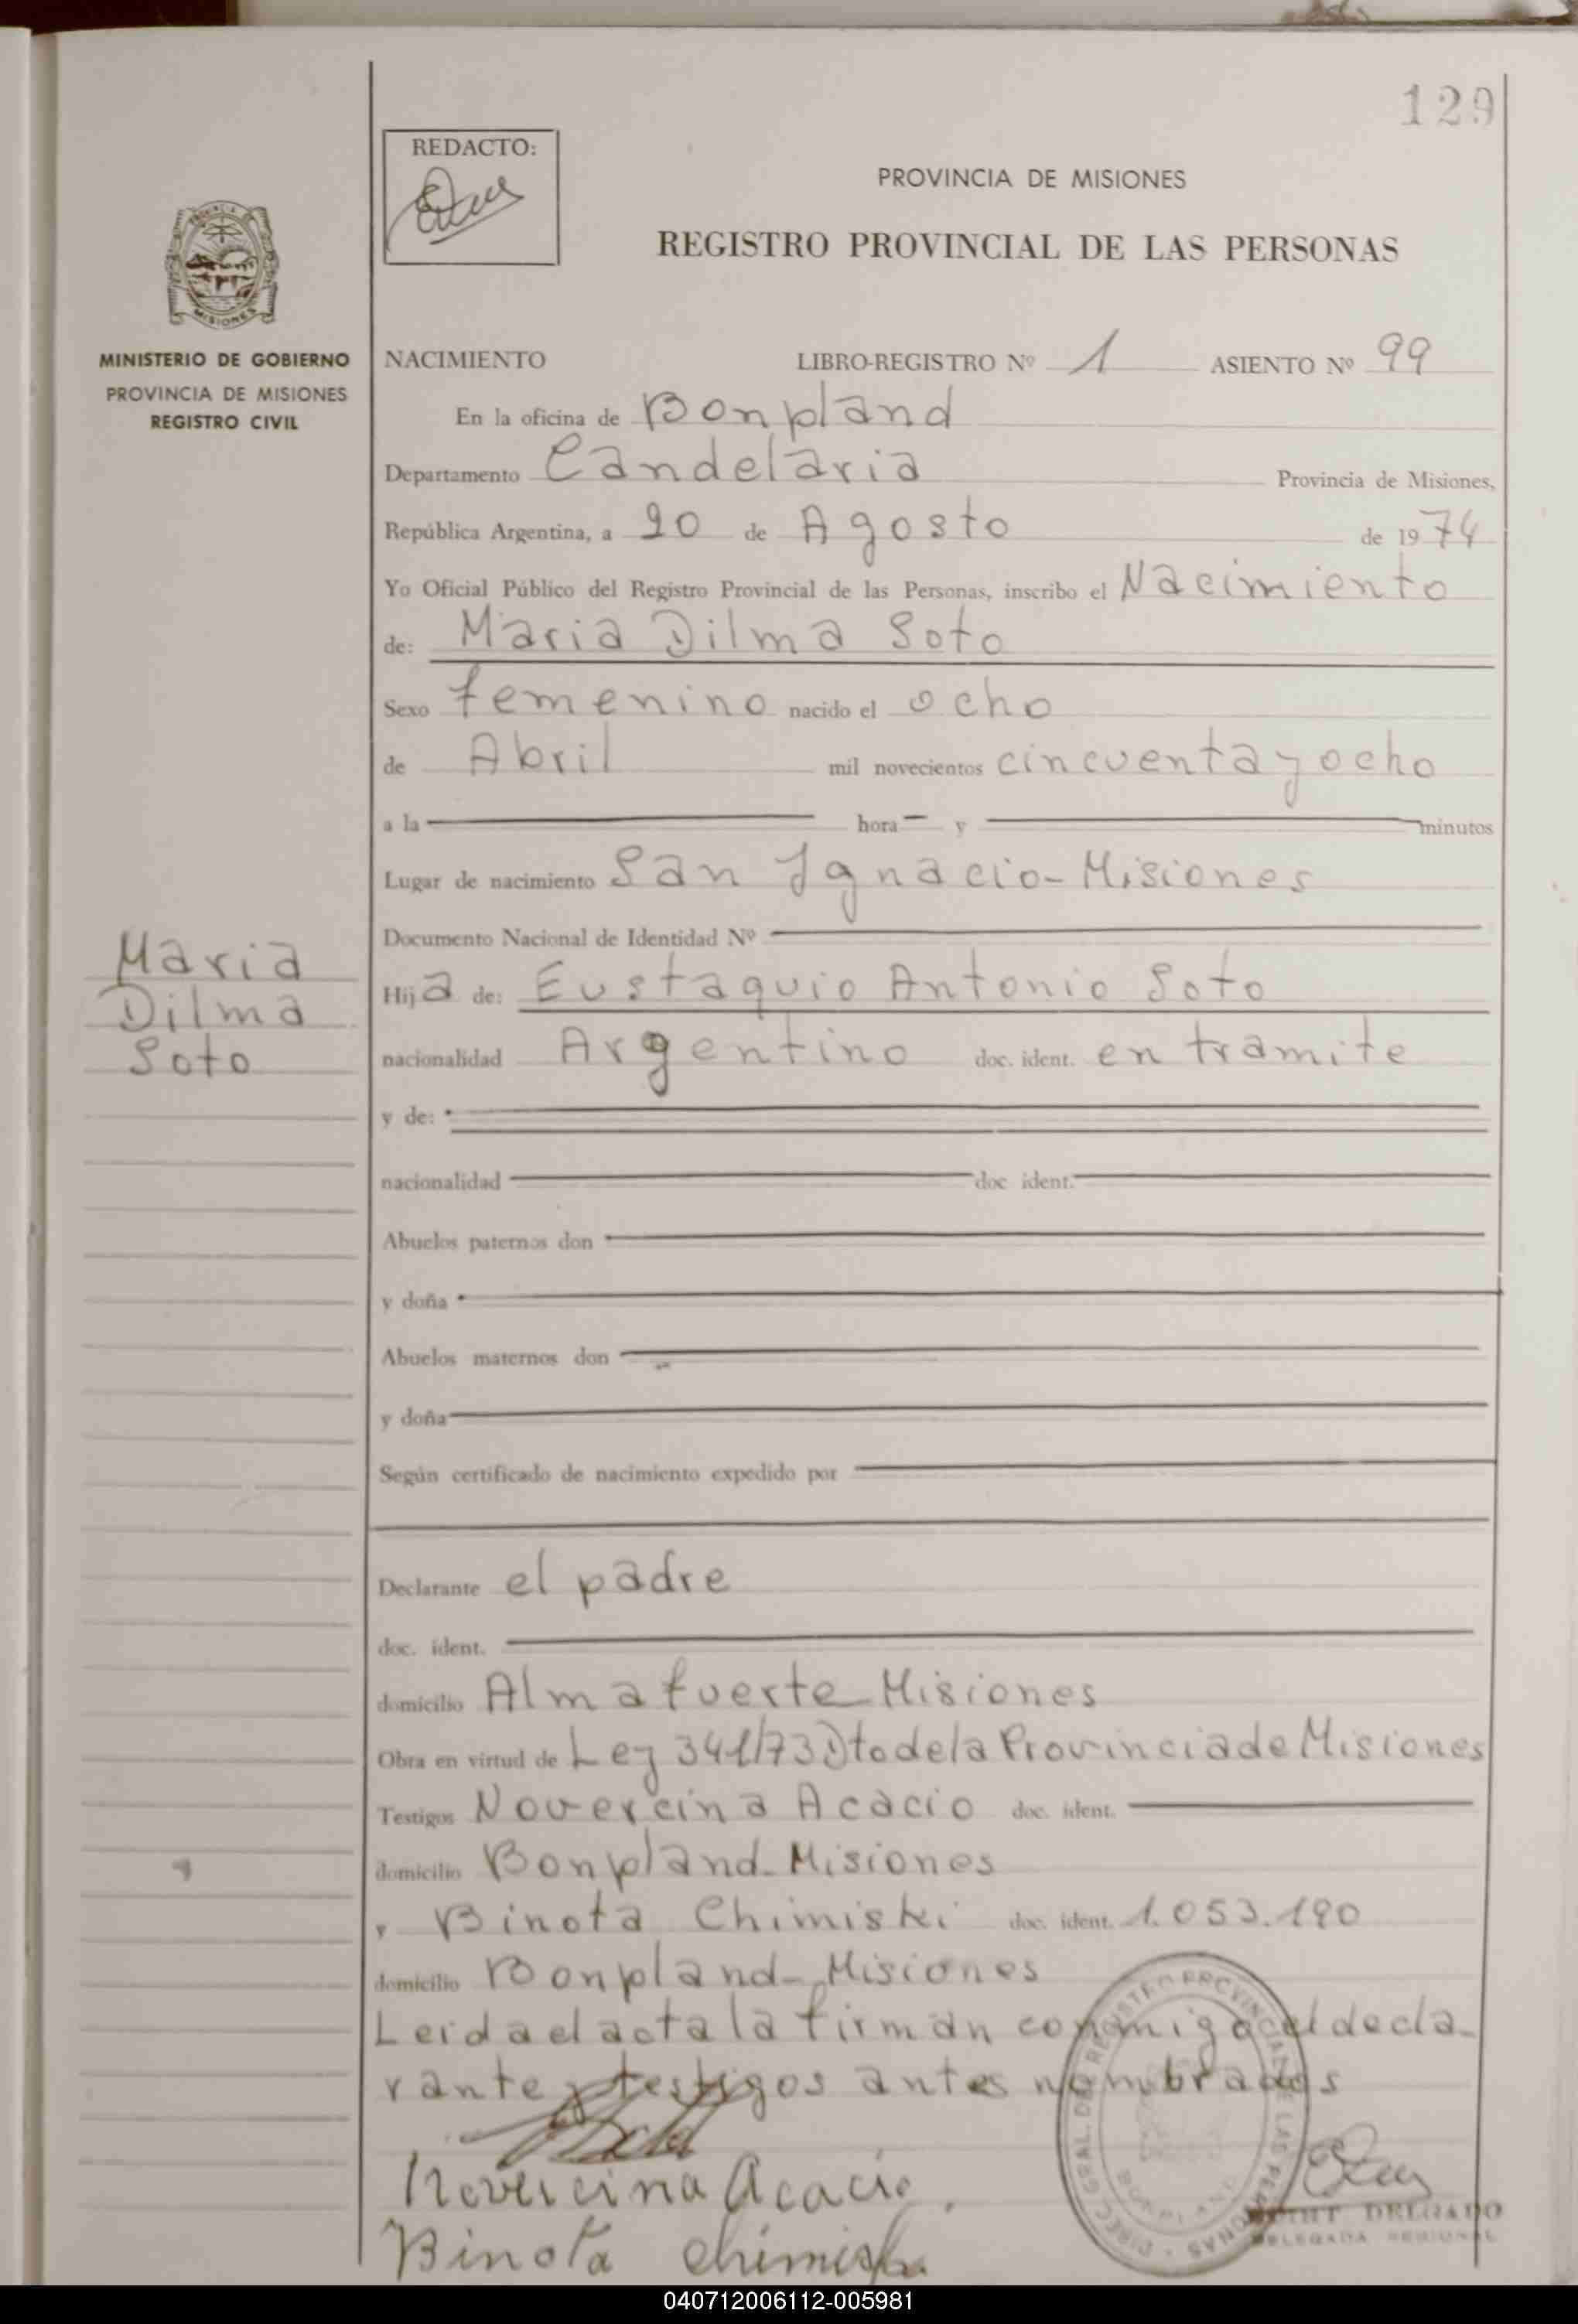 129
REDACTO:
PROVINCIA DE MISIONES
REGISTRO PROVINCIAL DE LAS PERSONAS
MISIONES
MINISTERIO DE GOBIERNO
PROVINCIA DE MISIONES
REGISTRO CIVIL
NACIMIENTO LIBRO-REGISTRO Nº 1 ASIENTO Nº 99
En la oficina de Bonpland
Departamento Candelaria Provincia de Misiones,
República Argentina, a 20 de Agosto de 1974
Yo Oficial Público del Registro Provincial de las Personas, inscribo el Nacimiento
de: Maria Dilma Soto
Sexo femenino nacido el ocho
de Abril mil novecientos cincuenta y ocho
a la hora y minutos
Lugar de nacimiento San Ignacio-Misiones
Documento Nacional de Identidad Nº
Maria
Dilma
Soto
Hija de: Eustaquio Antonio Soto
nacionalidad Argentino doc. ident. en tramite
y de:
nacionalidad doc ident.
Abuelos paternos don
y doña
Abuelos maternos don
y doña
Según certificado de nacimiento expedido por
Declarante el padre
doc. ident.
domicilio Almafuerte Misiones
Obra en virtud de Ley 341/73 Dto de la Provincia de Misiones
Testigos Novercina Acacio doc. ident.
domicilio Bonpland-Misiones
y Binota Chimiski doc. ident. 1.053.190
domicilio Bonpland-Misiones
Leida el acta la firman conmigo el decla-
rante y testigos antes nombrados
Novercina Acacio
Binota Chimiski
DELGADO
DELEGADA
040712006112-005981